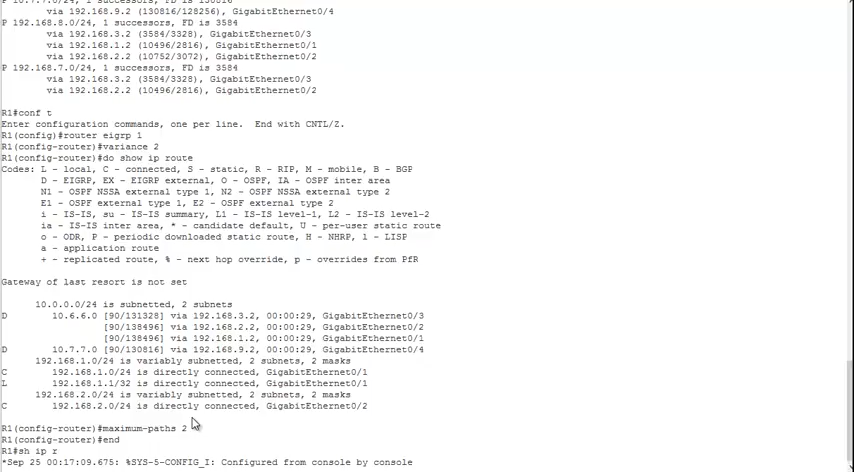 P 10.7.7.0/24, 1 successors, FD is 130816
via 192.168.9.2 (130816/128256), GigabitEthernet0/4
P 192.168.8.0/24, 1 successors, FD is 3584
via 192.168.3.2 (3584/3328), GigabitEthernet0/3
via 192.168.1.2 (10496/2816), GigabitEthernet0/1
via 192.168.2.2 (10752/3072), GigabitEthernet0/2
P 192.168.7.0/24, 1 successors, FD is 3584
via 192.168.3.2 (3584/3328), GigabitEthernet0/3
via 192.168.2.2 (10496/2816), GigabitEthernet0/2
R1#conf t
Enter configuration commands, one per line.  End with CNTL/Z.
R1(config)#router eigrp 1
R1(config-router)#variance 2
R1(config-router)#do show ip route
Codes: L - local, C - connected, S - static, R - RIP, M - mobile, B - BGP
D - EIGRP, EX - EIGRP external, O - OSPF, IA - OSPF inter area
N1 - OSPF NSSA external type 1, N2 - OSPF NSSA external type 2
E1 - OSPF external type 1, E2 - OSPF external type 2
i - IS-IS, su - IS-IS summary, L1 - IS-IS level-1, L2 - IS-IS level-2
ia - IS-IS inter area, * - candidate default, U - per-user static route
o - ODR, P - periodic downloaded static route, H - NHRP, l - LISP
a - application route
+ - replicated route, % - next hop override, p - overrides from PfR
Gateway of last resort is not set
10.0.0.0/24 is subnetted, 2 subnets
D 10.6.6.0 [90/131328] via 192.168.3.2, 00:00:29, GigabitEthernet0/3
[90/138496] via 192.168.2.2, 00:00:29, GigabitEthernet0/2
[90/138496] via 192.168.1.2, 00:00:29, GigabitEthernet0/1
D 10.7.7.0 [90/130816] via 192.168.9.2, 00:00:29, GigabitEthernet0/4
192.168.1.0/24 is variably subnetted, 2 subnets, 2 masks
C 192.168.1.0/24 is directly connected, GigabitEthernet0/1
L 192.168.1.1/32 is directly connected, GigabitEthernet0/1
192.168.2.0/24 is variably subnetted, 2 subnets, 2 masks
C 192.168.2.0/24 is directly connected, GigabitEthernet0/2
R1(config-router)#maximum-paths 2
R1(config-router)#end
R1#sh ip r
*Sep 25 00:17:09.675: %SYS-5-CONFIG_I: Configured from console by console